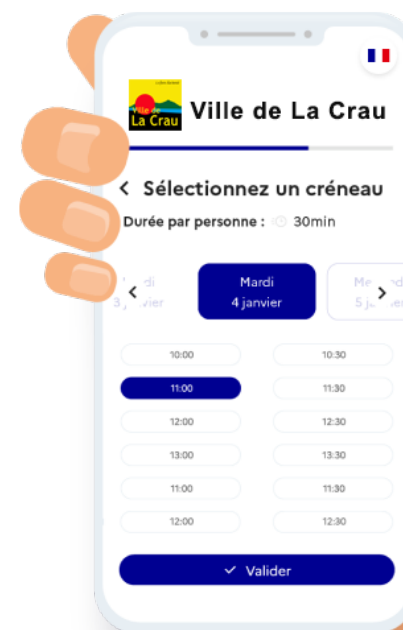 Ville de
La Crau
Ville de La Crau
Sélectionnez un créneau
Durée par personne : 30min
Mardi
4 janvier
10:00 10:30
11:00 11:30
12:00 12:30
13:00 13:30
11:00 11:30
12:00 12:30
Valider